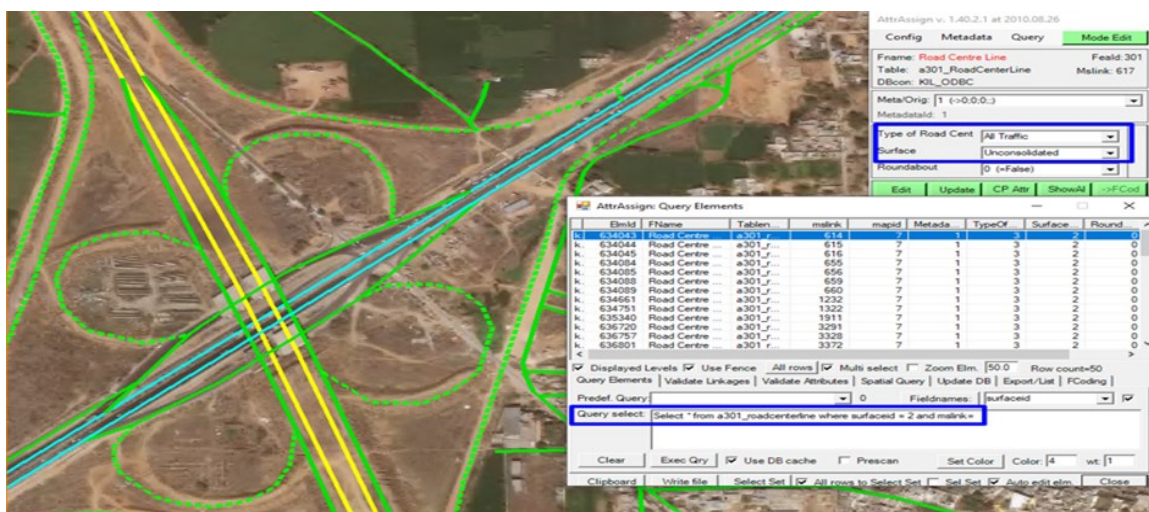 AttrAssign v. 1.40.2.1 at 2010.08.26
Config Metadata Query Mode Edit
Fname: Road Centre Line FeaId: 301
Table: a301_RoadCenterLine Mslink: 617
DBcon: KIL_ODBC
Meta/Orig: 1 (->0;0;0;;)
MetadataId: 1
Type of Road Cent All Traffic
Surface Unconsolidated
Roundabout 0 (=False)
Edit Update CP Attr ShowAl ->FCod
AttrAssign: Query Elements
ElmId FName Tablen... mslink mapid Metada... TypeOf... Surface... Round...
k. 634043 Road Centre ... a301_r... 614 7 1 3 2 0
k. 634044 Road Centre ... a301_r... 615 7 1 3 2 0
k. 634045 Road Centre ... a301_r... 616 7 1 3 2 0
k. 634084 Road Centre ... a301_r... 655 7 1 3 2 0
k. 634085 Road Centre ... a301_r... 656 7 1 3 2 0
k. 634088 Road Centre ... a301_r... 659 7 1 3 2 0
k. 634089 Road Centre ... a301_r... 660 7 1 3 2 0
k. 634661 Road Centre ... a301_r... 1232 7 1 3 2 0
k. 634751 Road Centre ... a301_r... 1322 7 1 3 2 0
k. 635340 Road Centre ... a301_r... 1911 7 1 3 2 0
k. 636720 Road Centre ... a301_r... 3291 7 1 3 2 0
k. 636757 Road Centre ... a301_r... 3328 7 1 3 2 0
k. 636801 Road Centre ... a301_r... 3372 7 1 3 2 0
Displayed Levels Use Fence All rows Multi select Zoom Elm. 50.0 Row count=50
Query Elements Validate Linkages Validate Attributes Spatial Query Update DB Export/List FCoding
Predef. Query: 0 Fieldnames: surfaceid
Query select: Select * from a301_roadcenterline where surfaceid = 2 and mslink=
Clear Exec Qry Use DB cache Prescan Set Color Color: 4 wt: 1
Clipboard Write file Select Set All rows to Select Set Sel.Set Auto edit elm. Close